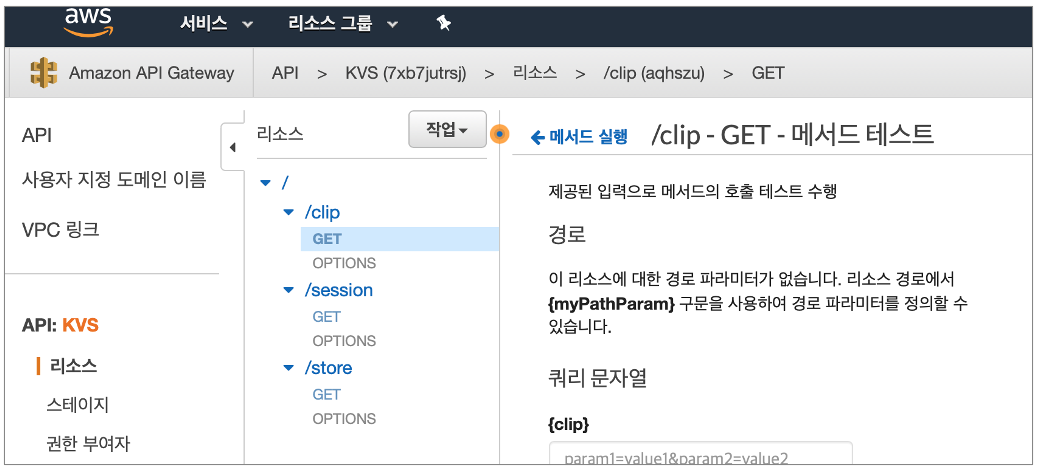 aws 서비스 리소스 그룹
Amazon API Gateway API > KVS (7xb7jutrsj) > 리소스 > /clip (aqhszu) > GET
API
사용자 지정 도메인 이름
VPC 링크
API: KVS
리소스
스테이지
권한 부여자
리소스
작업
/
/clip
GET
OPTIONS
/session
GET
OPTIONS
/store
GET
OPTIONS
메서드 실행 /clip - GET - 메서드 테스트
제공된 입력으로 메서드의 호출 테스트 수행
경로
이 리소스에 대한 경로 파라미터가 없습니다. 리소스 경로에서
{myPathParam} 구문을 사용하여 경로 파라미터를 정의할 수
있습니다.
쿼리 문자열
{clip}
param1=value1&param2=value2